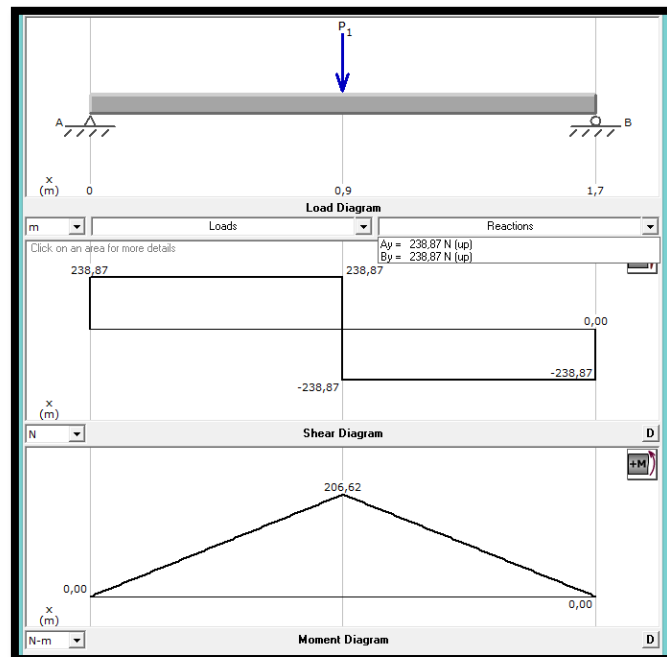 P1
A
B
x
(m)
0
0,9
1,7
Load Diagram
m
Loads
Reactions
Click on an area for more details
Ay = 238,87 N (up)
By = 238,87 N (up)
238,87
238,87
0,00
-238,87
-238,87
x
(m)
N
Shear Diagram
D
+M
206,62
0,00
0,00
x
(m)
N-m
Moment Diagram
D